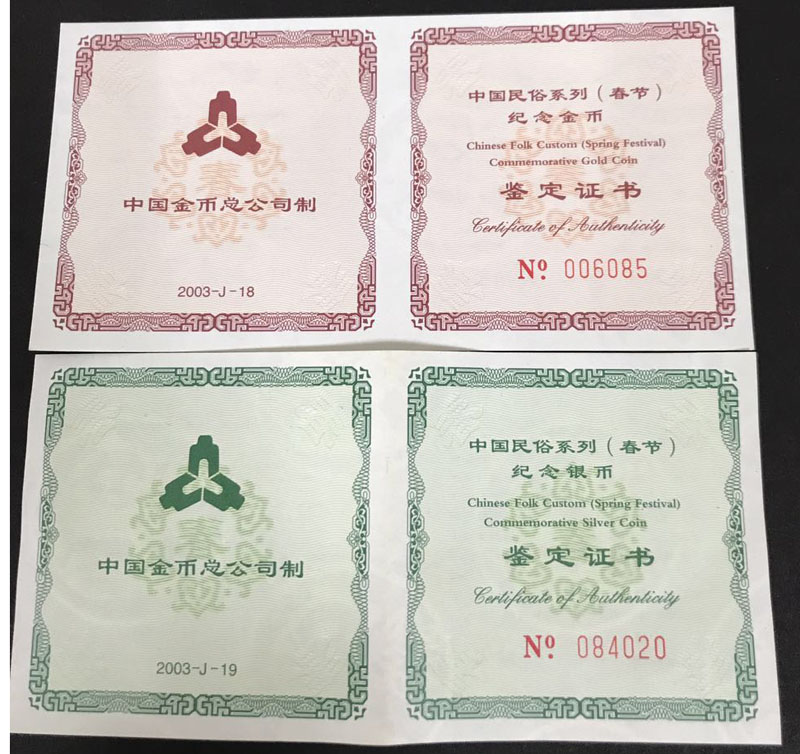 中国金币总公司制
2003-J-18
中国民俗系列（春节）
纪念金币
Chinese Folk Custom (Spring Festival)
Commemorative Gold Coin
鉴定证书
Certificate of Authenticity
Nº 006085
中国金币总公司制
2003-J-19
中国民俗系列（春节）
纪念银币
Chinese Folk Custom (Spring Festival)
Commemorative Silver Coin
鉴定证书
Certificate of Authenticity
Nº 084020